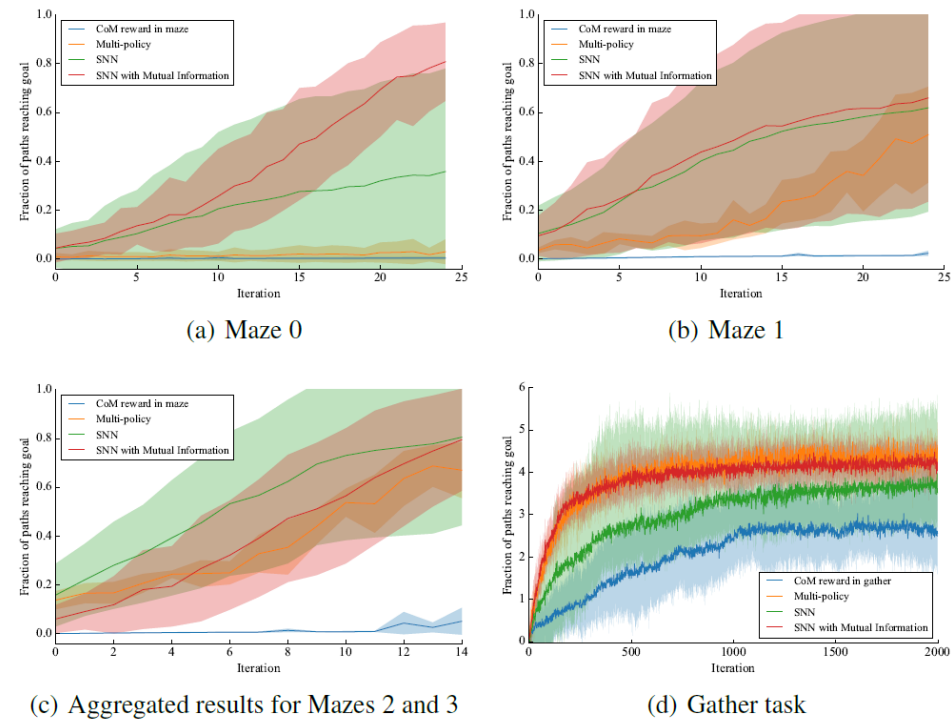 1.0
0.8
0.6
0.4
0.2
0.0
Fraction of paths reaching goal
CoM reward in maze
Multi-policy
SNN
SNN with Mutual Information
0 5 10 15 20 25
Iteration
(a) Maze 0
1.0
0.8
0.6
0.4
0.2
0.0
Fraction of paths reaching goal
CoM reward in maze
Multi-policy
SNN
SNN with Mutual Information
0 5 10 15 20 25
Iteration
(b) Maze 1
1.0
0.8
0.6
0.4
0.2
0.0
Fraction of paths reaching goal
CoM reward in maze
Multi-policy
SNN
SNN with Mutual Information
0 2 4 6 8 10 12 14
Iteration
(c) Aggregated results for Mazes 2 and 3
6
5
4
3
2
1
0
Fraction of paths reaching goal
CoM reward in gather
Multi-policy
SNN
SNN with Mutual Information
0 500 1000 1500 2000
Iteration
(d) Gather task